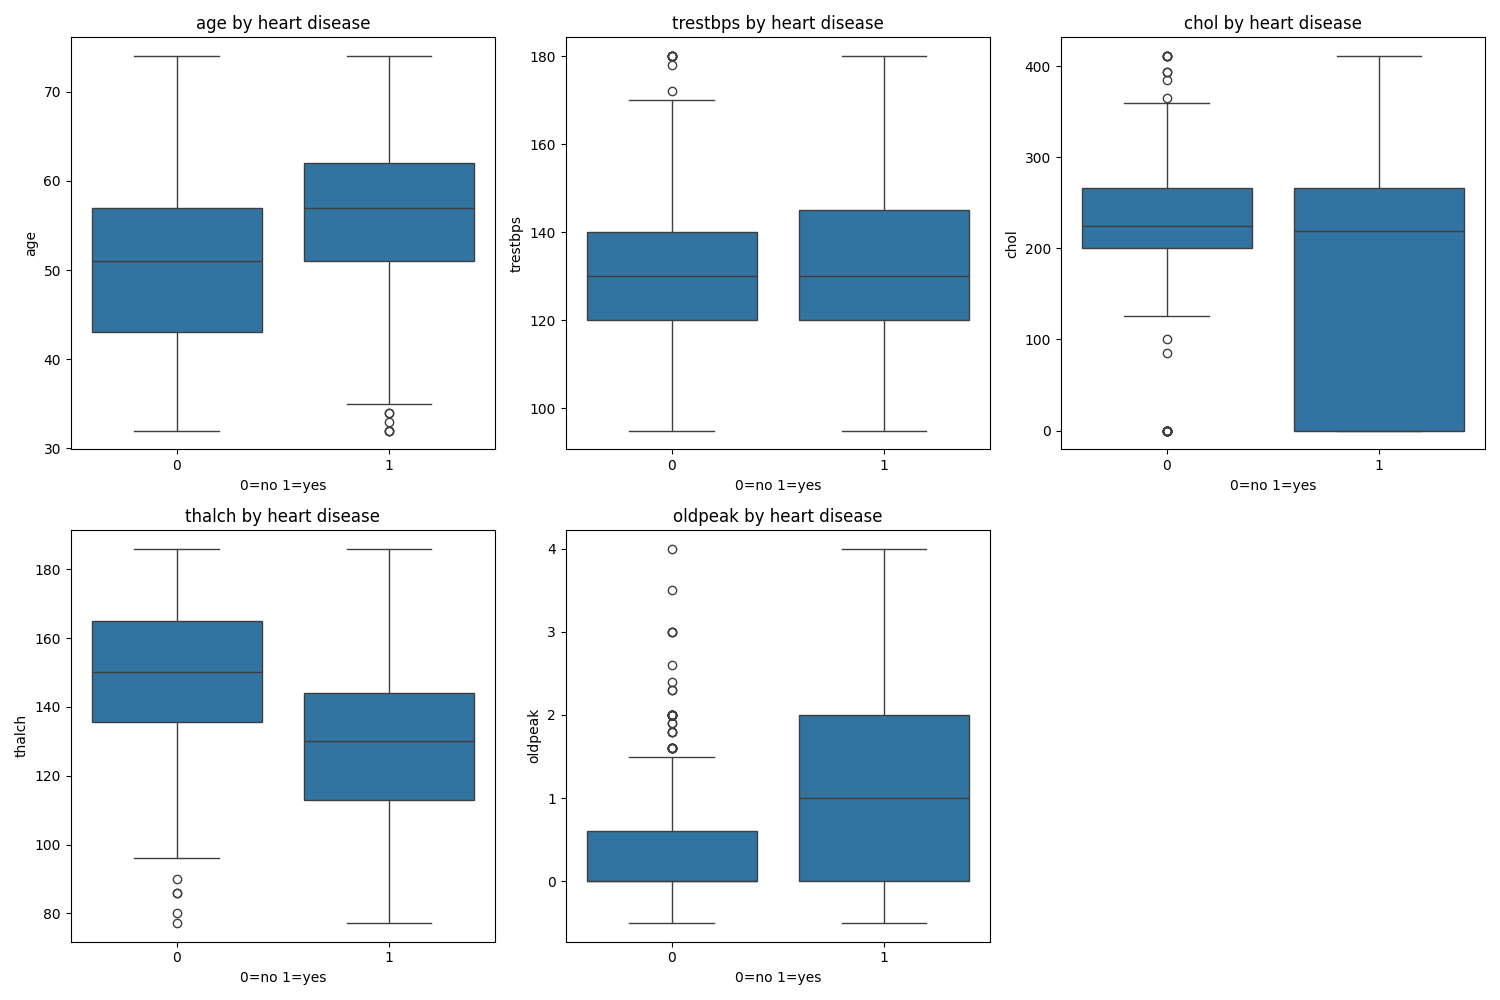 age by heart disease
age
70
60
50
40
30
0 1
0=no 1=yes
trestbps by heart disease
trestbps
180
160
140
120
100
0 1
0=no 1=yes
chol by heart disease
chol
400
300
200
100
0
0 1
0=no 1=yes
thalch by heart disease
thalch
180
160
140
120
100
80
0 1
0=no 1=yes
oldpeak by heart disease
oldpeak
4
3
2
1
0
0 1
0=no 1=yes